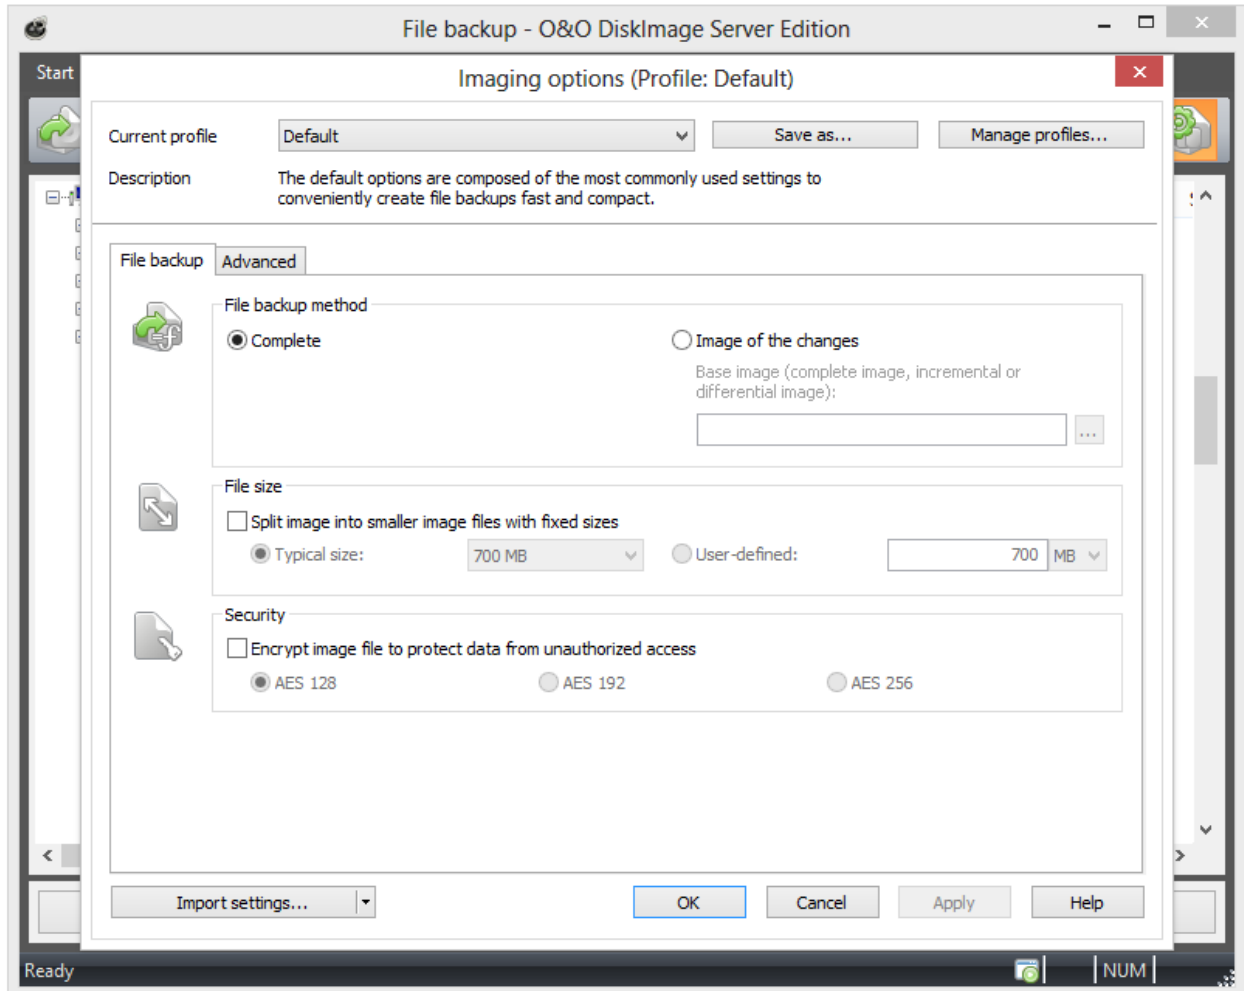 File backup - O&O DiskImage Server Edition
Start
Imaging options (Profile: Default)
Current profile
Default
Save as...
Manage profiles...
Description
The default options are composed of the most commonly used settings to
conveniently create file backups fast and compact.
File backup
Advanced
File backup method
Complete
Image of the changes
Base image (complete image, incremental or
differential image):
...
File size
Split image into smaller image files with fixed sizes
Typical size:
700 MB
User-defined:
700
MB
Security
Encrypt image file to protect data from unauthorized access
AES 128
AES 192
AES 256
Import settings...
OK
Cancel
Apply
Help
Ready
NUM